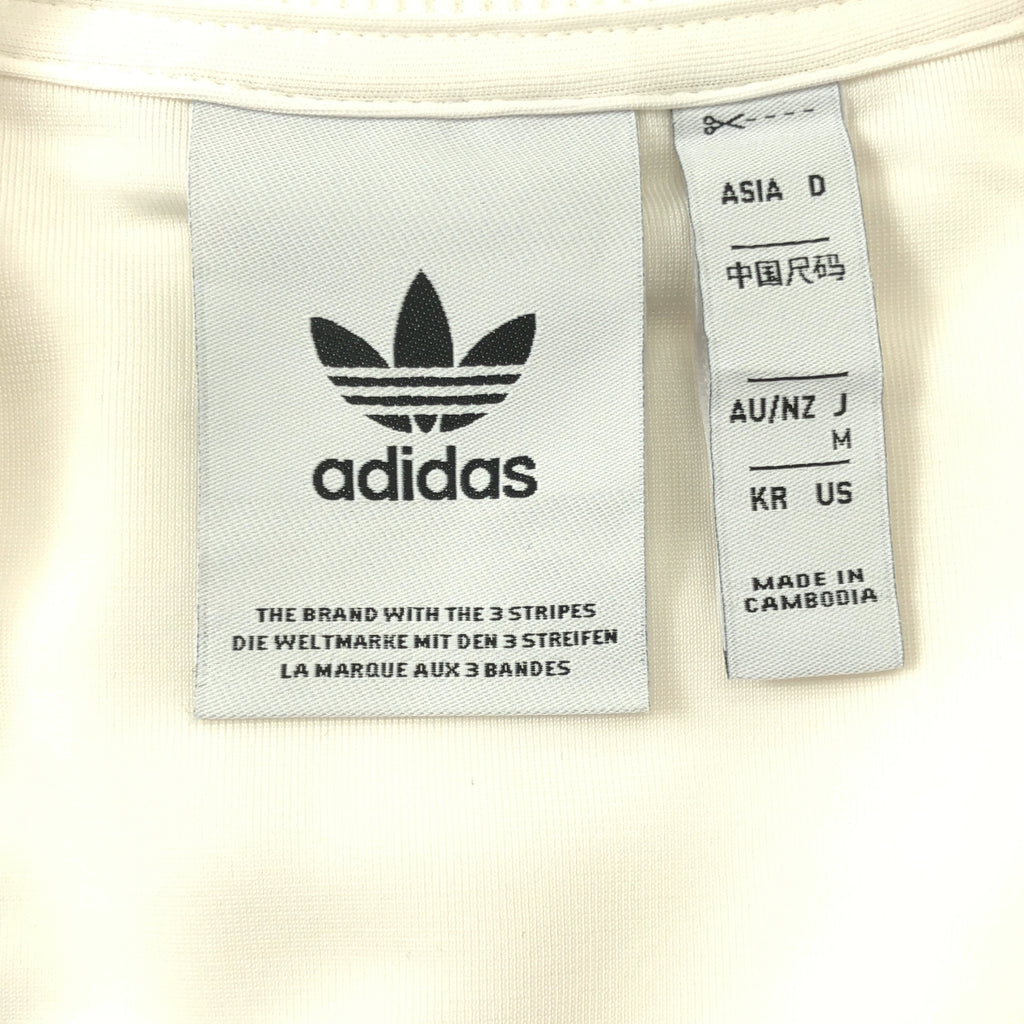 adidas
THE BRAND WITH THE 3 STRIPES
DIE WELTMARKE MIT DEN 3 STREIFEN
LA MARQUE AUX 3 BANDES
ASIA D
中国尺码
AU/NZ J
M
KR US
MADE IN
CAMBODIA